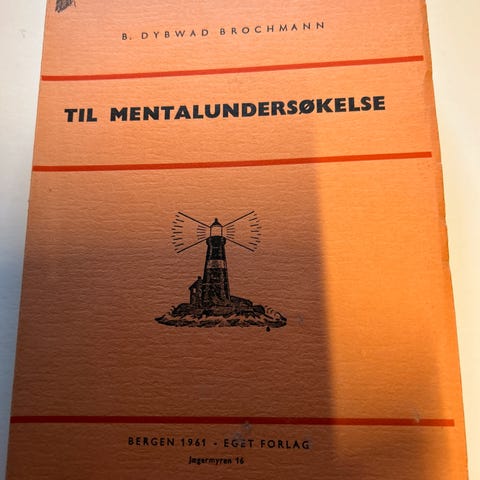 B. DYBWAD BROCHMANN
TIL MENTALUNDERSØKELSE
BERGEN 1961 - EGET FORLAG
Jægermyren 16